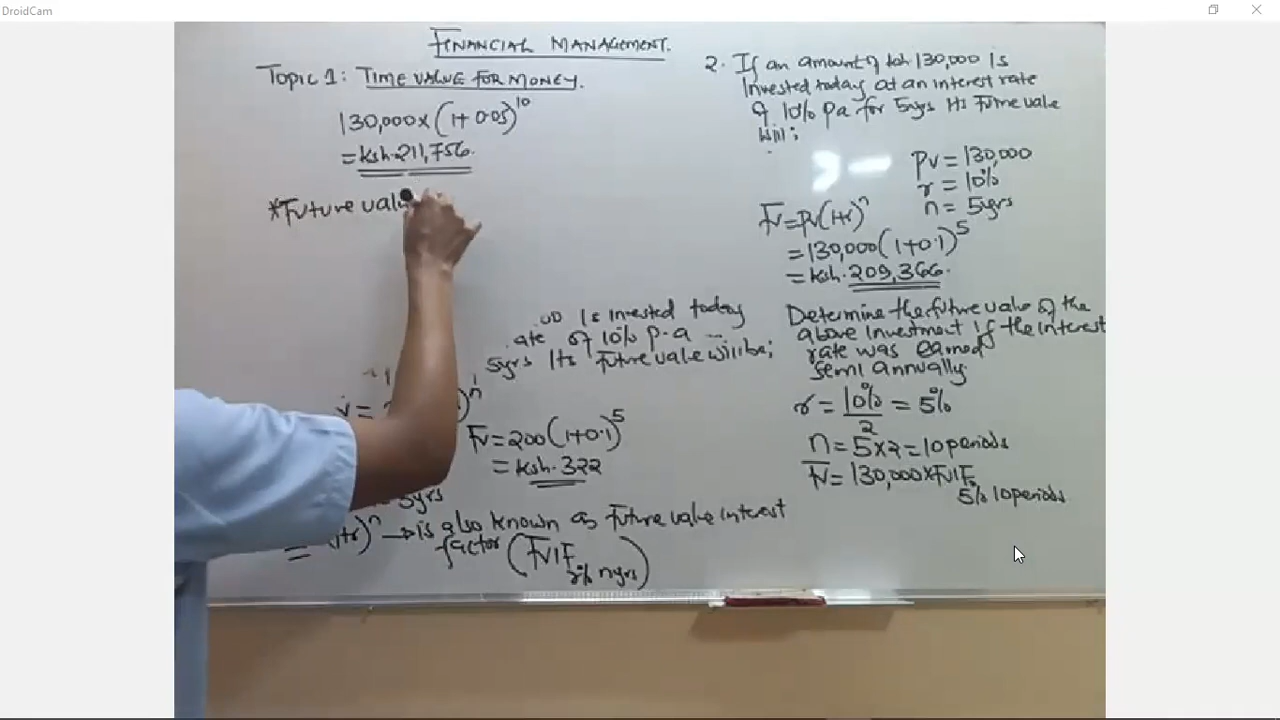 DroidCam
FINANCIAL MANAGEMENT.
Topic 1: TIME VALUE FOR MONEY.
130,000 x (1+0.05)^10
= ksh.211,756.
*Future valu
00 is invested today
ate of 10% p.a ...
5yrs its future value will be;
n
FV = 200(1+0.1)^5
= ksh.322
5yrs
= +r)^n → is also known as future value interest
factor (FVIF r% n yrs)
2. If an amount of ksh 130,000 is
invested today at an interest rate
of 10% pa for 5yrs its future value
will;
PV = 130,000
r = 10%
n = 5yrs
FV = PV(1+r)^n
= 130,000(1+0.1)^5
= ksh.209,366.
Determine the future value of the
above investment if the interest
rate was earned
semi annually.
r = 10%/2 = 5%
n = 5x2 = 10 periods
FV = 130,000 x FVIF
5% 10 periods